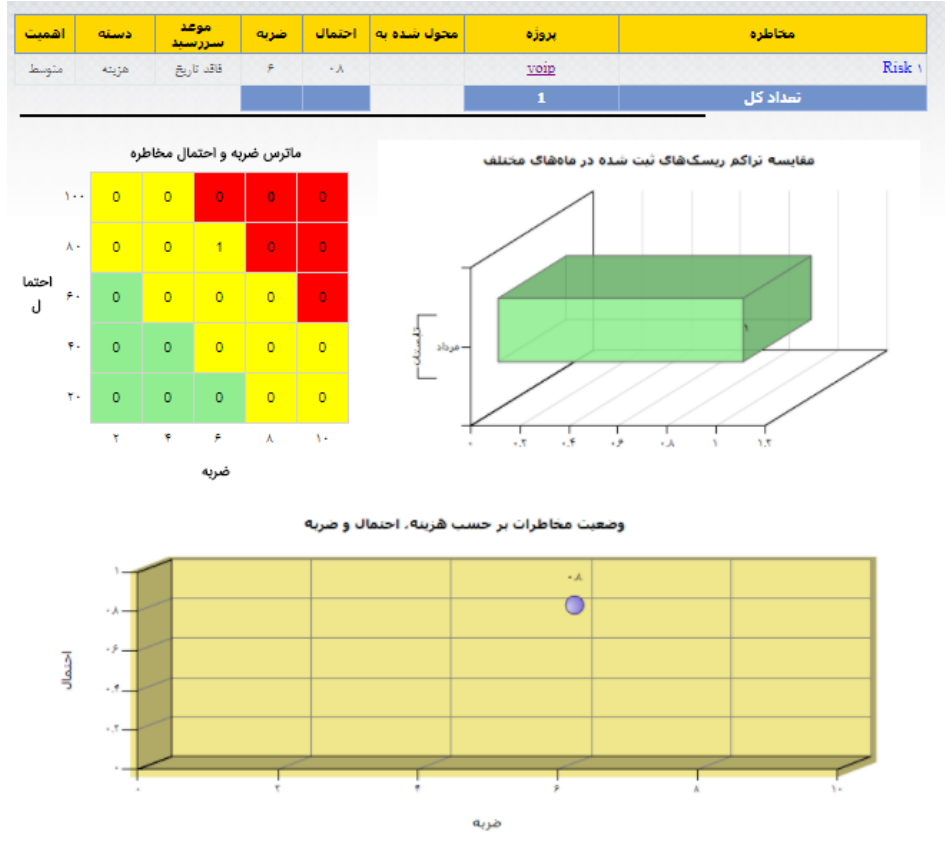 مخاطره پروژه محول شده به احتمال ضربه موعد سررسید دسته اهمیت
Risk ۱ voip ۰.۸ ۶ فاقد تاریخ هزینه متوسط
تعداد کل 1
ماترس ضربه و احتمال مخاطره
۱۰۰ 0 0 0 0 0
۸۰ 0 0 1 0 0
۶۰ 0 0 0 0 0
۴۰ 0 0 0 0 0
۲۰ 0 0 0 0 0
احتما
ل
۲ ۴ ۶ ۸ ۱۰
ضربه
مقایسه تراکم ریسک‌های ثبت شده در ماه‌های مختلف
تابستان
مرداد
۱
۰ ۰.۲ ۰.۴ ۰.۶ ۰.۸ ۱ ۱.۲
وضعیت مخاطرات بر حسب هزینه، احتمال و ضربه
۰.۸
۱
۰.۸
۰.۶
۰.۴
۰.۲
۰
احتمال
۰ ۲ ۴ ۶ ۸ ۱۰
ضربه